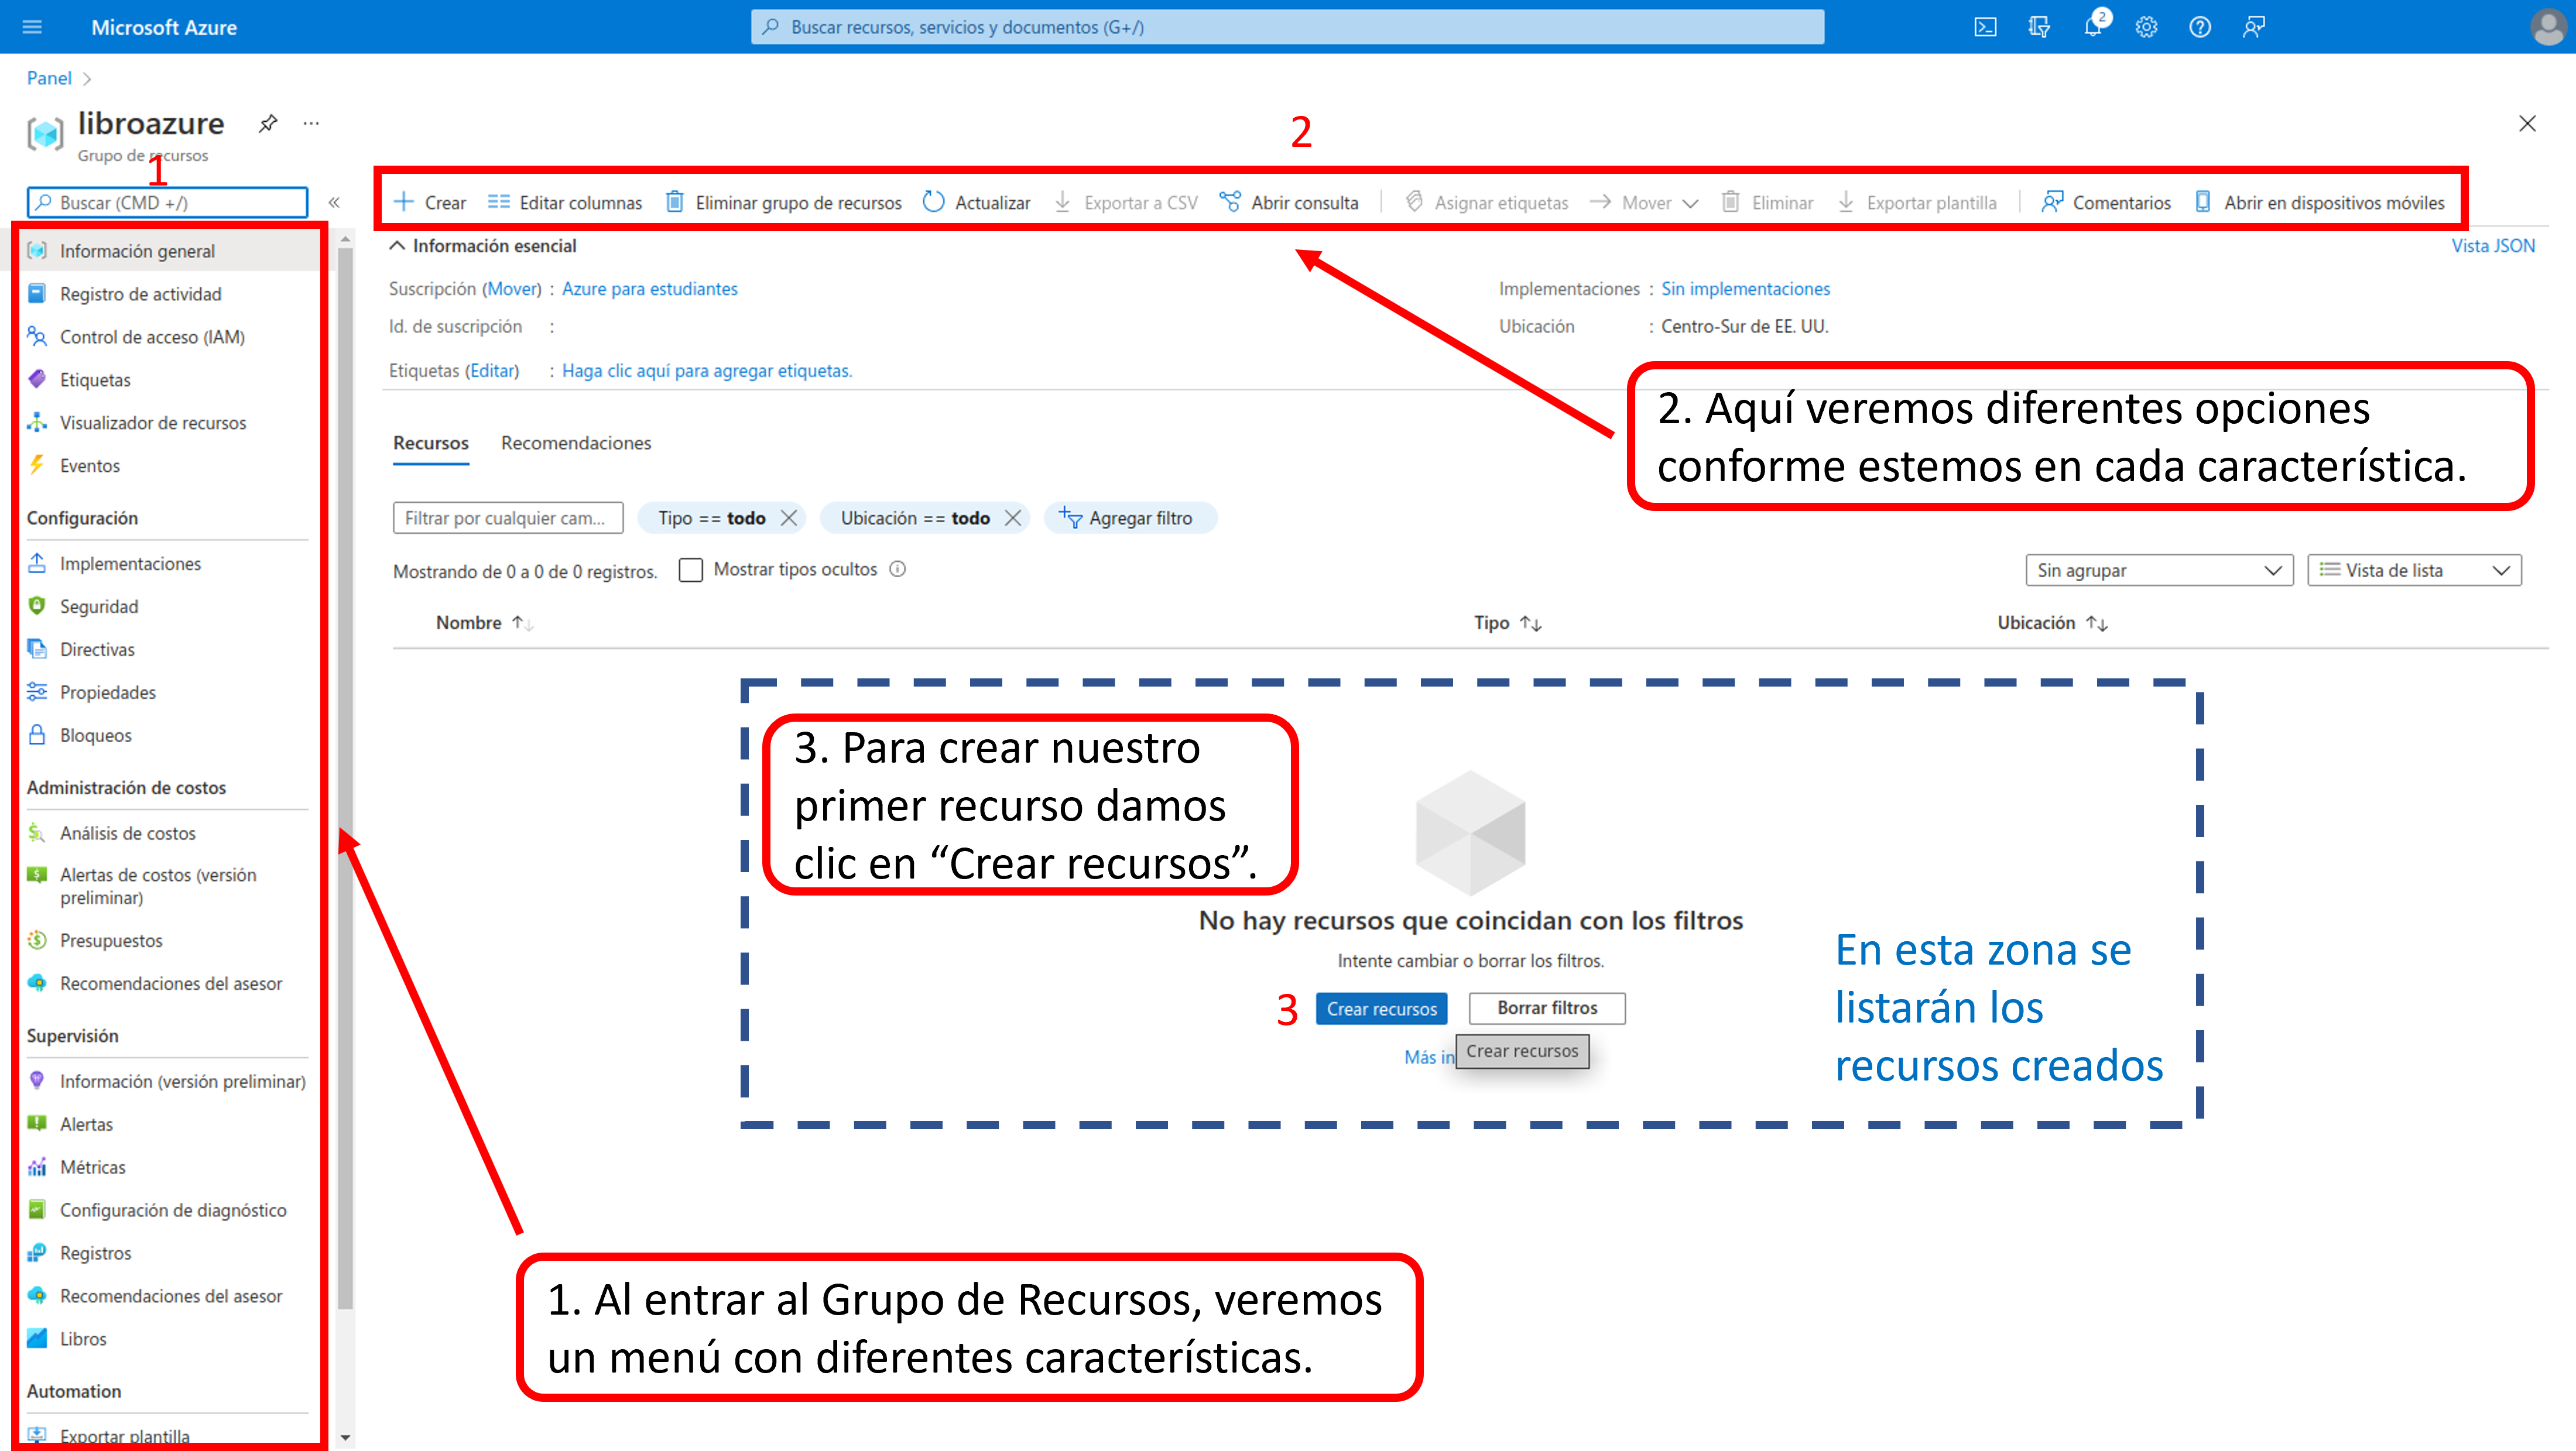 Microsoft Azure
Buscar recursos, servicios y documentos (G+/)
2
Panel >
libroazure
...
Grupo de recursos
1
2
Buscar (CMD +/)
«
Crear
Editar columnas
Eliminar grupo de recursos
Actualizar
Exportar a CSV
Abrir consulta
Asignar etiquetas
Mover
Eliminar
Exportar plantilla
Comentarios
Abrir en dispositivos móviles
Información general
Registro de actividad
Control de acceso (IAM)
Etiquetas
Visualizador de recursos
Eventos
Configuración
Implementaciones
Seguridad
Directivas
Propiedades
Bloqueos
Administración de costos
Análisis de costos
Alertas de costos (versión
preliminar)
Presupuestos
Recomendaciones del asesor
Supervisión
Información (versión preliminar)
Alertas
Métricas
Configuración de diagnóstico
Registros
Recomendaciones del asesor
Libros
Automation
Exportar plantilla
Información esencial
Vista JSON
Suscripción (Mover) : Azure para estudiantes
Implementaciones : Sin implementaciones
Id. de suscripción :
Ubicación : Centro-Sur de EE. UU.
Etiquetas (Editar) : Haga clic aquí para agregar etiquetas.
2. Aquí veremos diferentes opciones
conforme estemos en cada característica.
Recursos
Recomendaciones
Filtrar por cualquier cam...
Tipo == todo
Ubicación == todo
Agregar filtro
Mostrando de 0 a 0 de 0 registros.
Mostrar tipos ocultos
Sin agrupar
Vista de lista
Nombre ↑↓
Tipo ↑↓
Ubicación ↑↓
3. Para crear nuestro
primer recurso damos
clic en “Crear recursos”.
No hay recursos que coincidan con los filtros
Intente cambiar o borrar los filtros.
3
Crear recursos
Borrar filtros
Más in
Crear recursos
En esta zona se
listarán los
recursos creados
1. Al entrar al Grupo de Recursos, veremos
un menú con diferentes características.